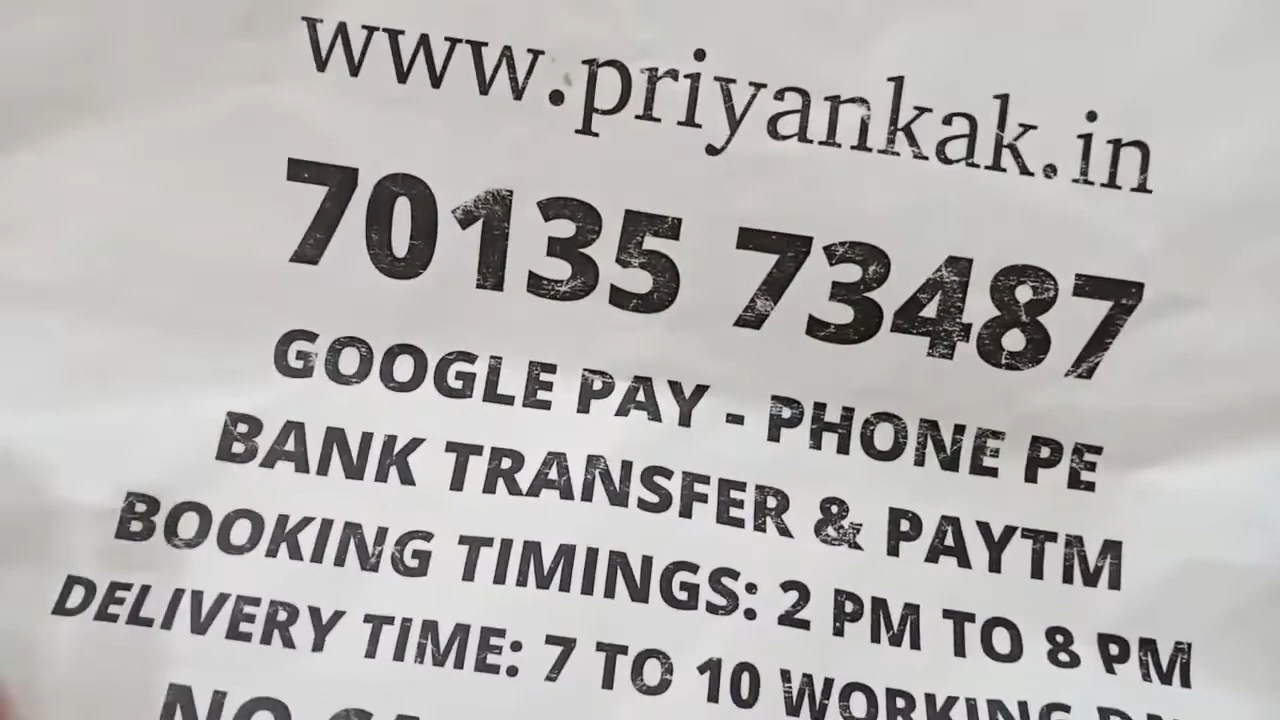 www.priyankak.in
70135 73487
GOOGLE PAY - PHONE PE
BANK TRANSFER & PAYTM
BOOKING TIMINGS: 2 PM TO 8 PM
DELIVERY TIME: 7 TO 10 WORKING
NO